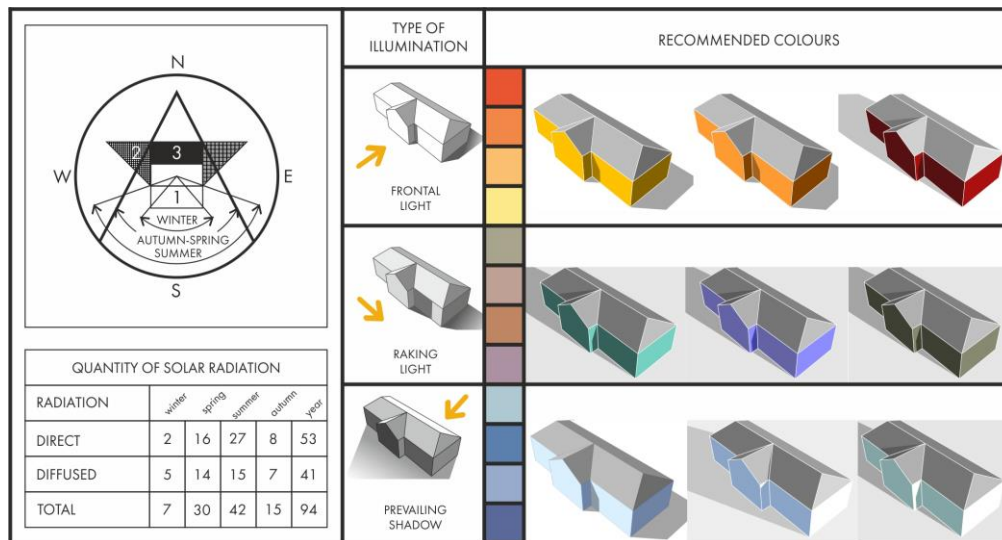 N
2 3
W E
1
WINTER
AUTUMN-SPRING
SUMMER
S
QUANTITY OF SOLAR RADIATION
RADIATION winter spring summer autumn year
DIRECT 2 16 27 8 53
DIFFUSED 5 14 15 7 41
TOTAL 7 30 42 15 94
TYPE OF
ILLUMINATION
RECOMMENDED COLOURS
FRONTAL
LIGHT
RAKING
LIGHT
PREVAILING
SHADOW